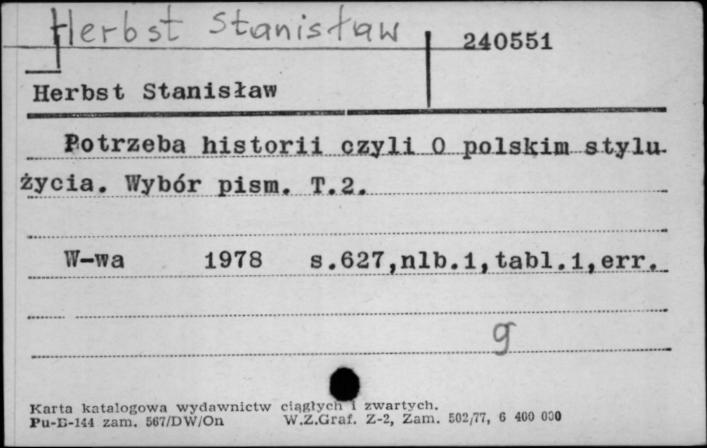 Herbst Stanisław
240551
Herbst Stanisław
Potrzeba historii czyli O polskim stylu
życia. Wybór pism. T.2.
W-wa 1978 s.627,nlb.1,tabl.1,err.
g
Karta katalogowa wydawnictw ciągłych i zwartych.
Pu-D-144 zam. 567/DW/On W.Z.Graf. Z-2, Zam. 502/77, 6 400 000